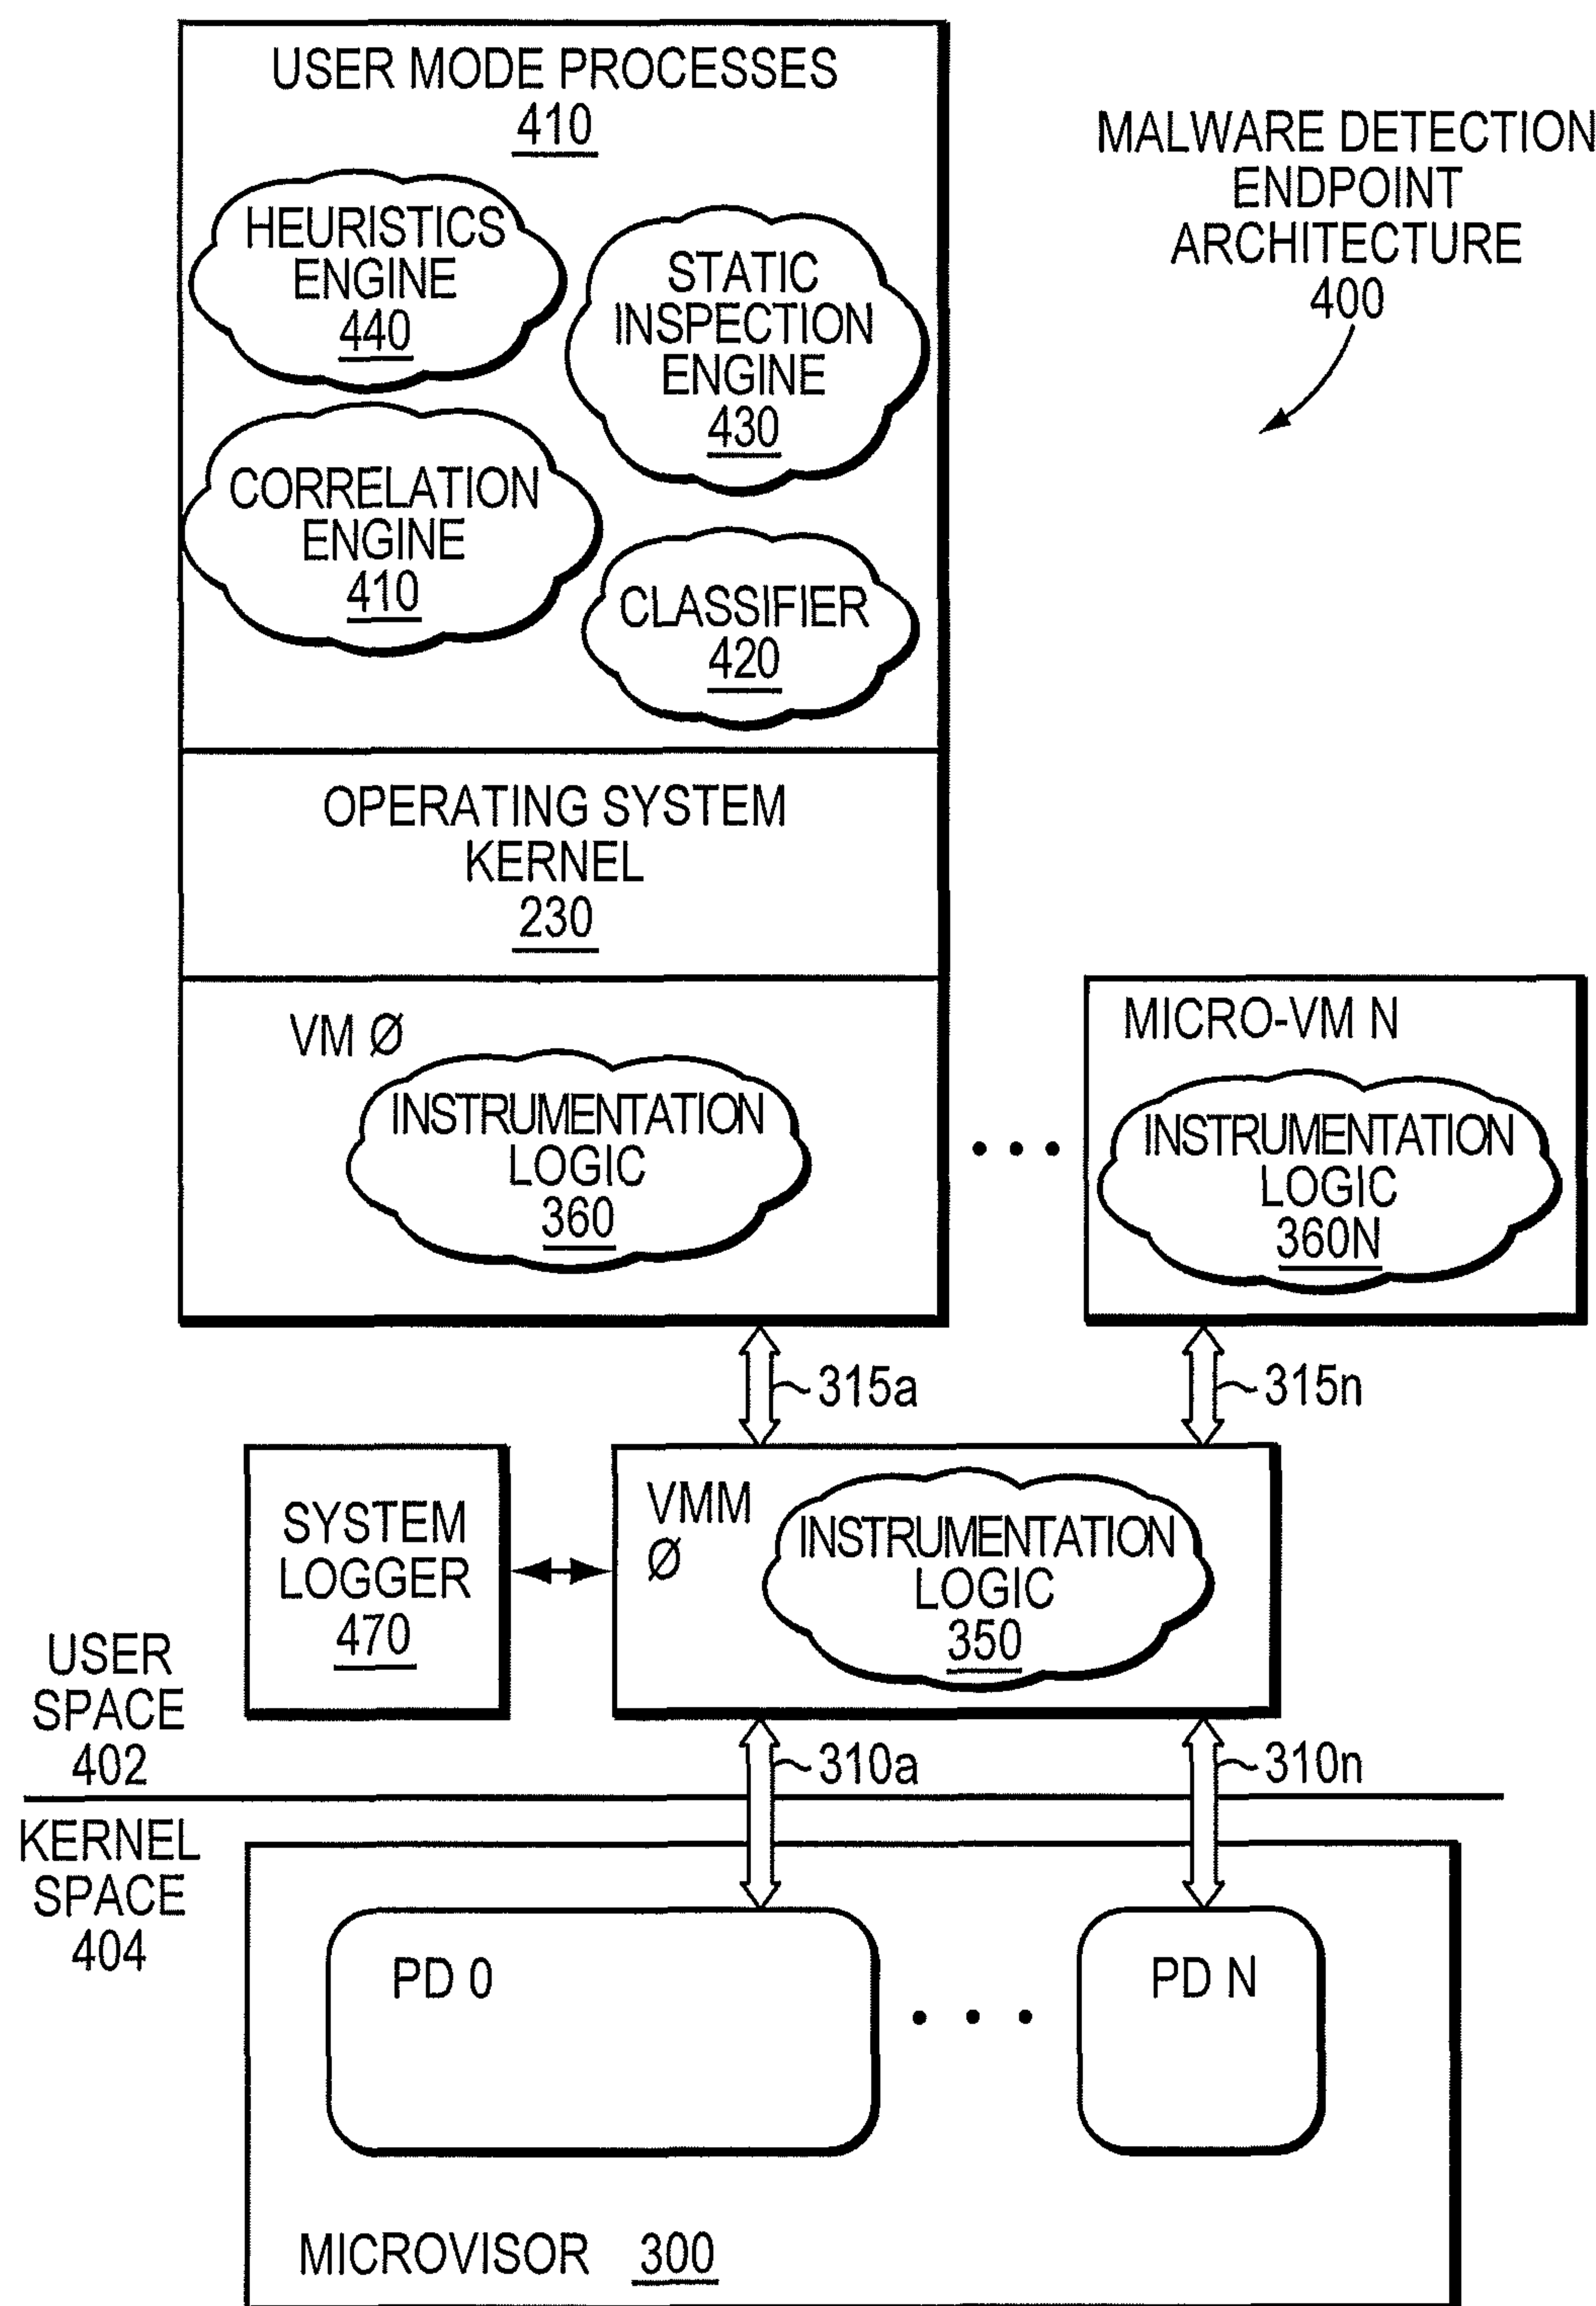 USER MODE PROCESSES
410
MALWARE DETECTION
ENDPOINT
ARCHITECTURE
400
HEURISTICS
ENGINE
440
STATIC
INSPECTION
ENGINE
430
CORRELATION
ENGINE
410
CLASSIFIER
420
OPERATING SYSTEM
KERNEL
230
VM Ø
INSTRUMENTATION
LOGIC
360
MICRO-VM N
INSTRUMENTATION
LOGIC
360N
315a
315n
SYSTEM
LOGGER
470
VMM
Ø
INSTRUMENTATION
LOGIC
350
USER
SPACE
402
310a
310n
KERNEL
SPACE
404
PD 0
PD N
MICROVISOR 300